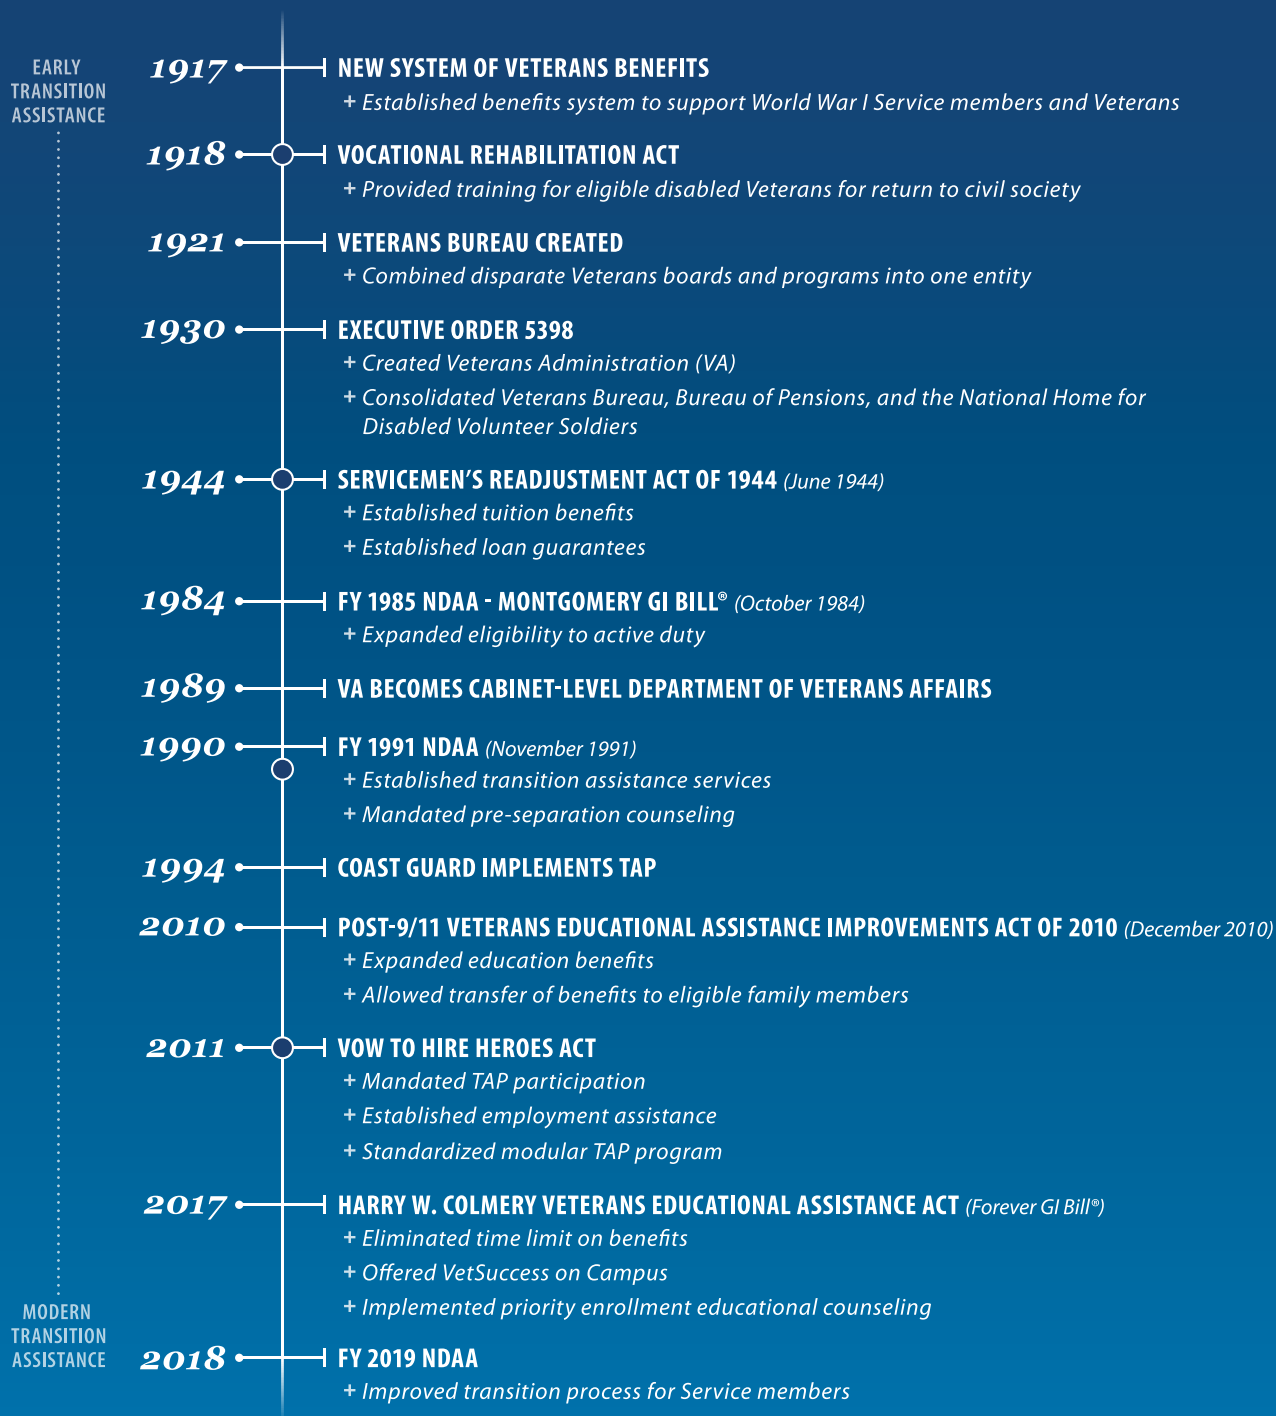 EARLY
TRANSITION
ASSISTANCE
1917
NEW SYSTEM OF VETERANS BENEFITS
+ Established benefits system to support World War I Service members and Veterans
1918
VOCATIONAL REHABILITATION ACT
+ Provided training for eligible disabled Veterans for return to civil society
1921
VETERANS BUREAU CREATED
+ Combined disparate Veterans boards and programs into one entity
1930
EXECUTIVE ORDER 5398
+ Created Veterans Administration (VA)
+ Consolidated Veterans Bureau, Bureau of Pensions, and the National Home for
Disabled Volunteer Soldiers
1944
SERVICEMEN'S READJUSTMENT ACT OF 1944 (June 1944)
+ Established tuition benefits
+ Established loan guarantees
1984
FY 1985 NDAA - MONTGOMERY GI BILL® (October 1984)
+ Expanded eligibility to active duty
1989
VA BECOMES CABINET-LEVEL DEPARTMENT OF VETERANS AFFAIRS
1990
FY 1991 NDAA (November 1991)
+ Established transition assistance services
+ Mandated pre-separation counseling
1994
COAST GUARD IMPLEMENTS TAP
2010
POST-9/11 VETERANS EDUCATIONAL ASSISTANCE IMPROVEMENTS ACT OF 2010 (December 2010)
+ Expanded education benefits
+ Allowed transfer of benefits to eligible family members
2011
VOW TO HIRE HEROES ACT
+ Mandated TAP participation
+ Established employment assistance
+ Standardized modular TAP program
2017
HARRY W. COLMERY VETERANS EDUCATIONAL ASSISTANCE ACT (Forever GI Bill®)
+ Eliminated time limit on benefits
+ Offered VetSuccess on Campus
+ Implemented priority enrollment educational counseling
MODERN
TRANSITION
ASSISTANCE
2018
FY 2019 NDAA
+ Improved transition process for Service members